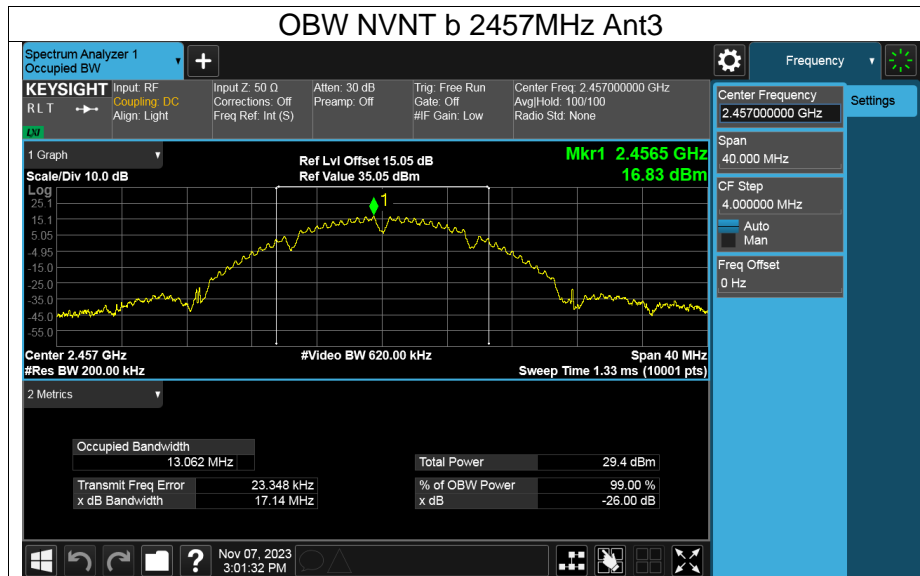 OBW NVNT b 2457MHz Ant3
Spectrum Analyzer 1
Occupied BW
+
Frequency
KEYSIGHT
R L T
LXI
Input: RF
Coupling: DC
Align: Light
Input Z: 50 Ω
Corrections: Off
Freq Ref: Int (S)
Atten: 30 dB
Preamp: Off
Trig: Free Run
Gate: Off
#IF Gain: Low
Center Freq: 2.457000000 GHz
Avg|Hold: 100/100
Radio Std: None
Center Frequency
2.457000000 GHz
Settings
Span
40.000 MHz
CF Step
4.000000 MHz
Auto
Man
Freq Offset
0 Hz
1 Graph
Scale/Div 10.0 dB
Ref Lvl Offset 15.05 dB
Ref Value 35.05 dBm
Mkr1 2.4565 GHz
16.83 dBm
Log
25.1
15.1
5.05
-4.95
-15.0
-25.0
-35.0
-45.0
-55.0
1
Center 2.457 GHz
#Res BW 200.00 kHz
#Video BW 620.00 kHz
Span 40 MHz
Sweep Time 1.33 ms (10001 pts)
2 Metrics
Occupied Bandwidth
13.062 MHz
Total Power 29.4 dBm
Transmit Freq Error 23.348 kHz
% of OBW Power 99.00 %
x dB Bandwidth 17.14 MHz
x dB -26.00 dB
?
Nov 07, 2023
3:01:32 PM